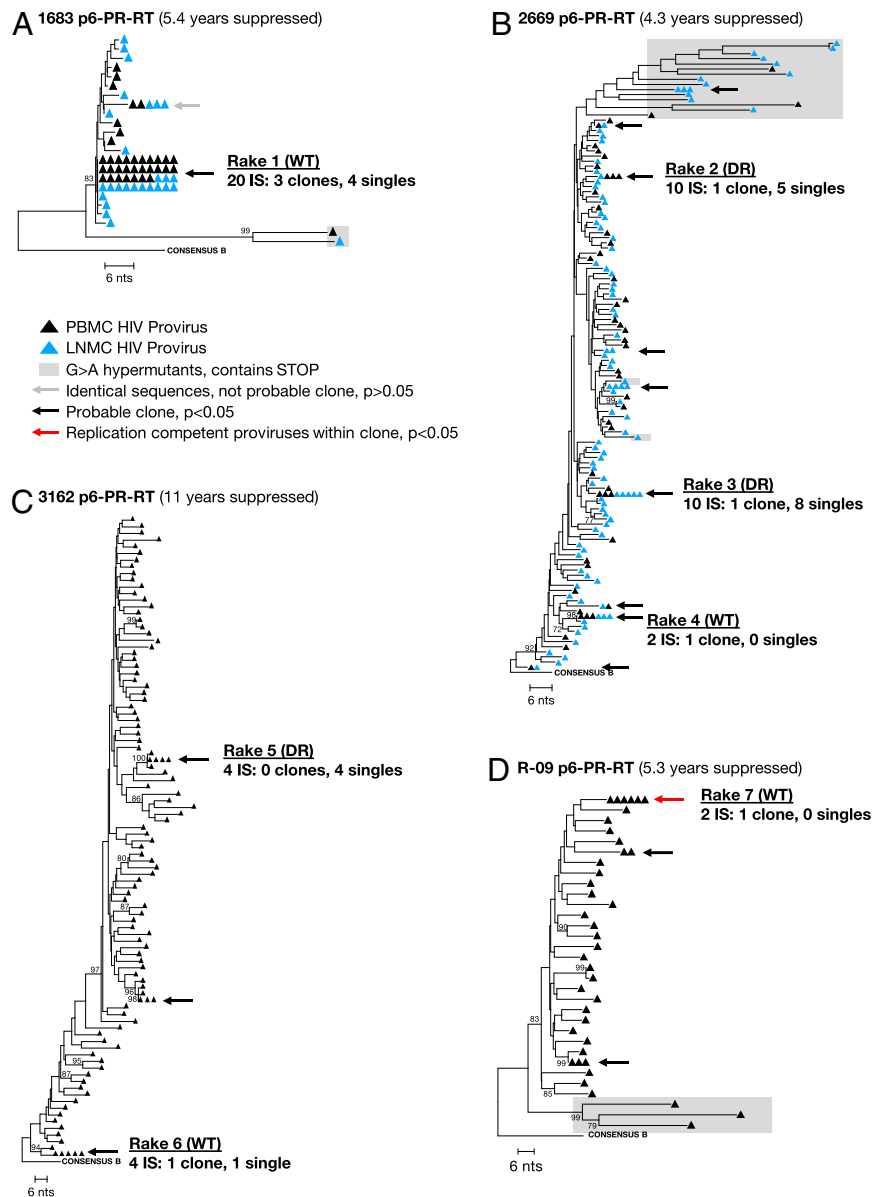 A 1683 p6-PR-RT (5.4 years suppressed)
83
Rake 1 (WT)
20 IS: 3 clones, 4 singles
99
CONSENSUS B
6 nts
PBMC HIV Provirus
LNMC HIV Provirus
G>A hypermutants, contains STOP
Identical sequences, not probable clone, p>0.05
Probable clone, p<0.05
Replication competent proviruses within clone, p<0.05
B 2669 p6-PR-RT (4.3 years suppressed)
Rake 2 (DR)
10 IS: 1 clone, 5 singles
99
Rake 3 (DR)
10 IS: 1 clone, 8 singles
77
98
Rake 4 (WT)
2 IS: 1 clone, 0 singles
72
92
CONSENSUS B
6 nts
C 3162 p6-PR-RT (11 years suppressed)
99
Rake 5 (DR)
4 IS: 0 clones, 4 singles
100
86
80
87
97
96
98
95
87
94
Rake 6 (WT)
4 IS: 1 clone, 1 single
CONSENSUS B
6 nts
D R-09 p6-PR-RT (5.3 years suppressed)
Rake 7 (WT)
2 IS: 1 clone, 0 singles
90
99
83
99
85
99
79
CONSENSUS B
6 nts